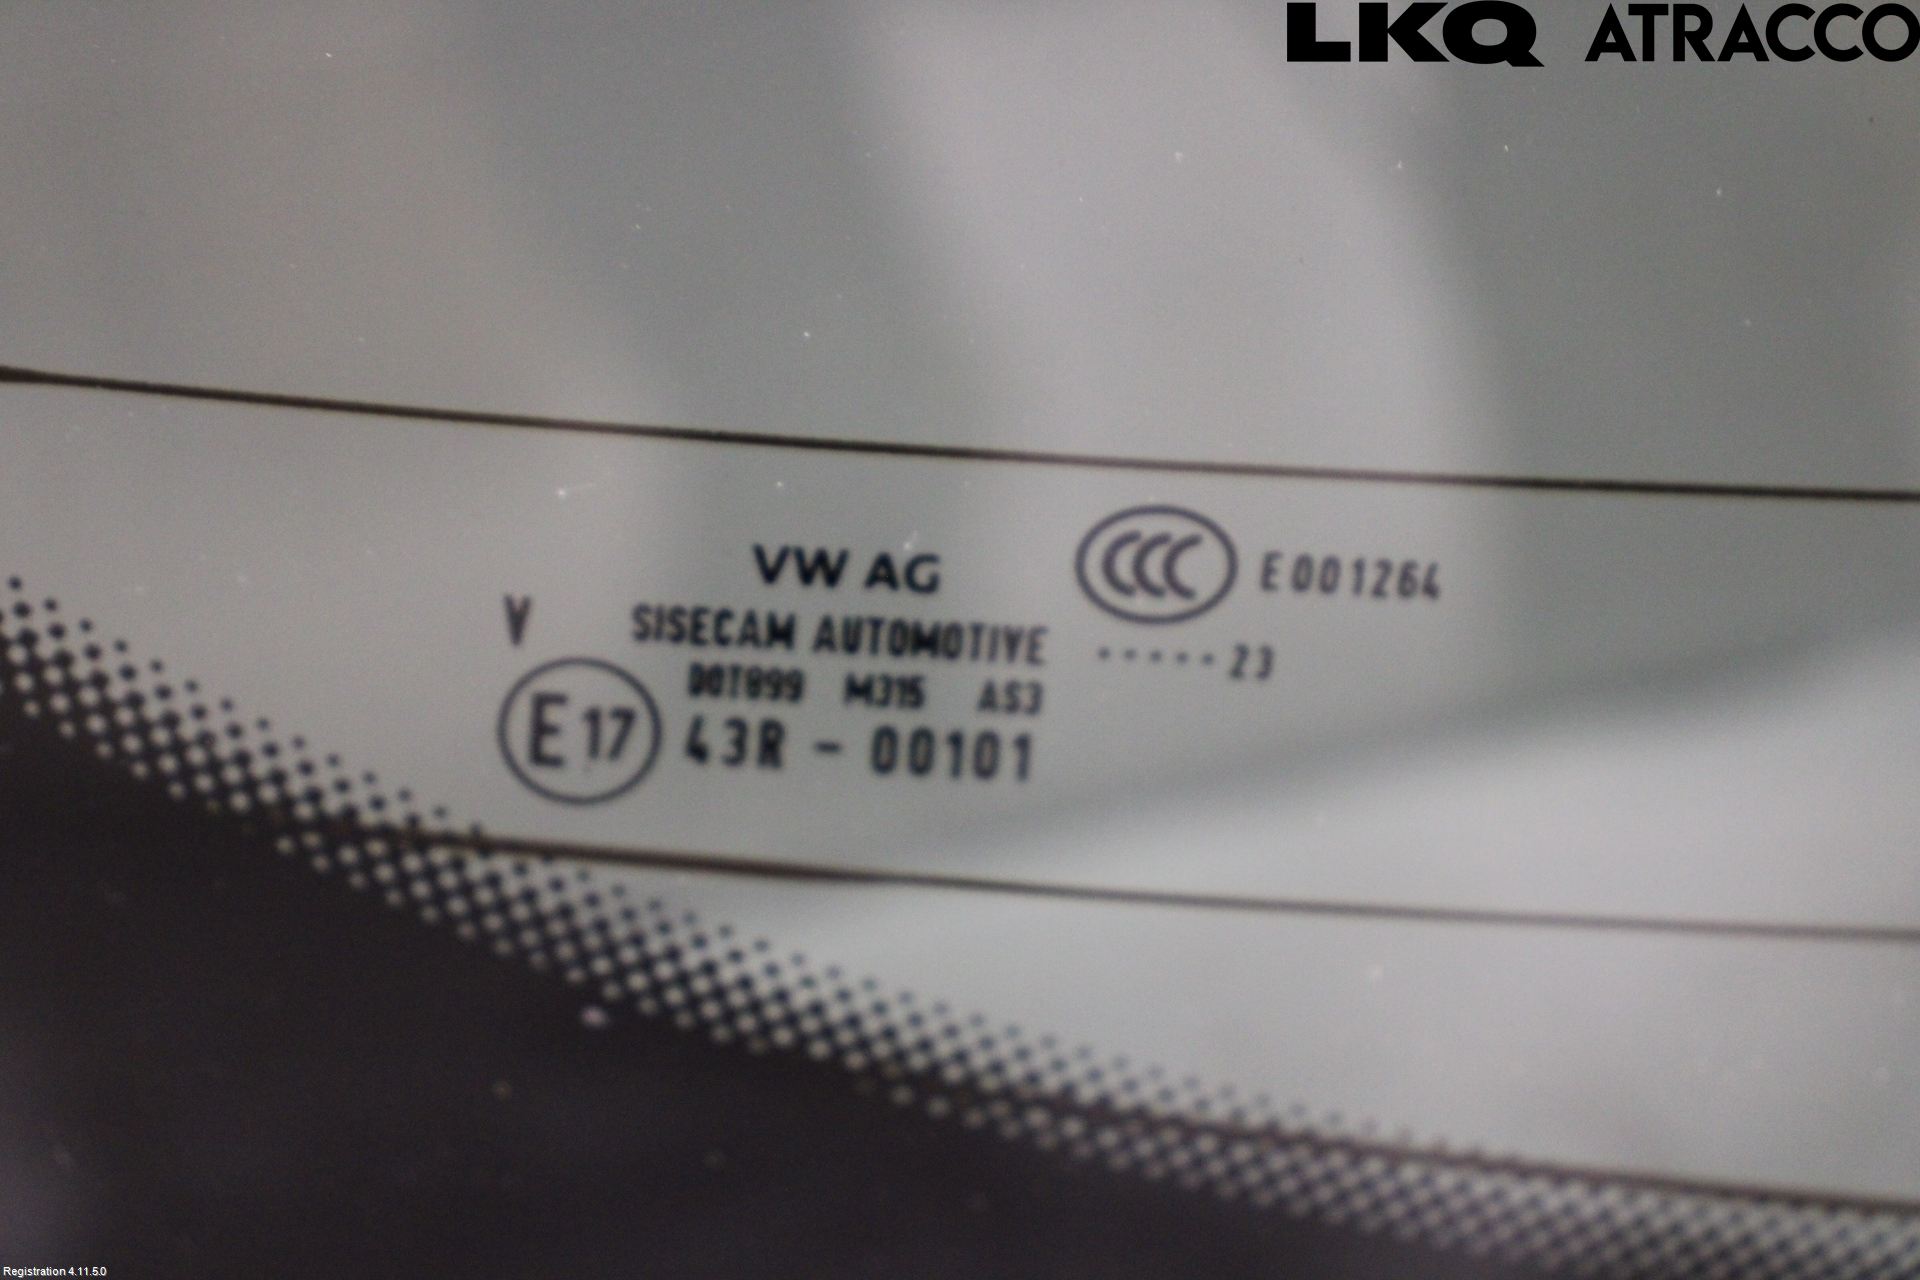 LKQ ATRACCO
VW AG
CCC E001264
V SISECAM AUTOMOTIVE ·····23
M315 AS3
E17 43R - 00101
Registration 4.11.5.0